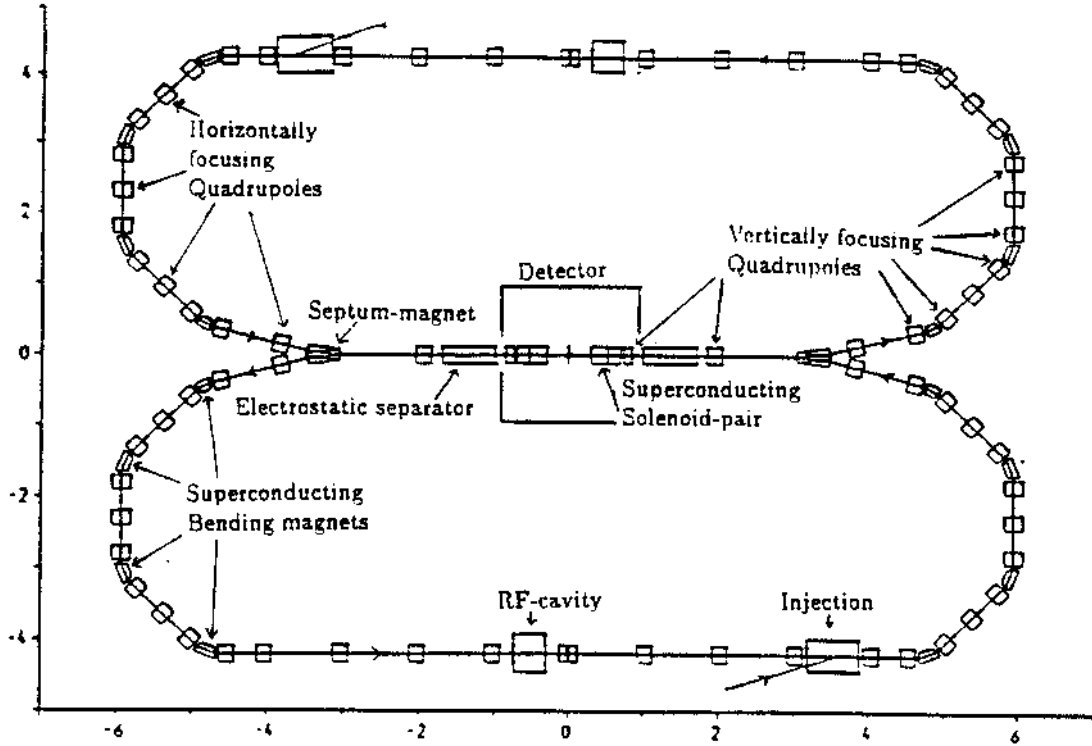 4
Horizontally
focusing
Quadrupoles
2
Vertically focusing
Quadrupoles
Detector
Septum-magnet
0
Electrostatic separator
Superconducting
Solenoid-pair
-2
Superconducting
Bending magnets
RF-cavity
Injection
-4
-6
-4
-2
0
2
4
6